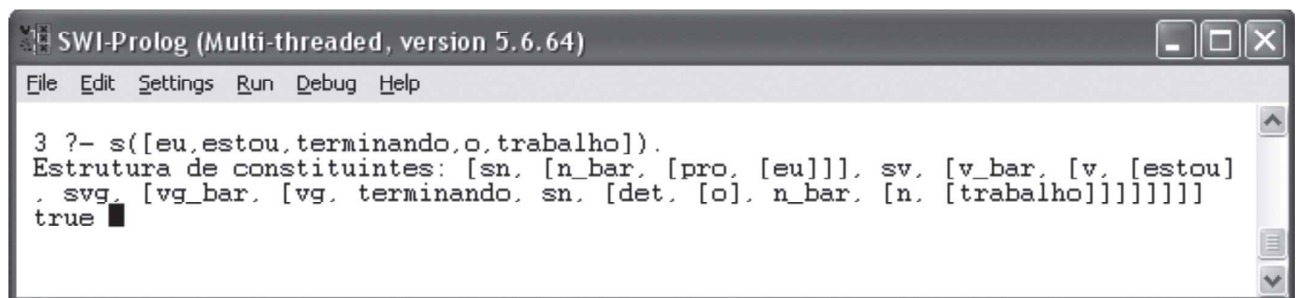 SWI-Prolog (Multi-threaded, version 5.6.64)
File Edit Settings Run Debug Help
3 ?- s([eu,estou,terminando,o,trabalho]).
Estrutura de constituintes: [sn, [n_bar, [pro, [eu]]], sv, [v_bar, [v, [estou]
, svg, [vg_bar, [vg, terminando, sn, [det, [o], n_bar, [n, [trabalho]]]]]]]]
true